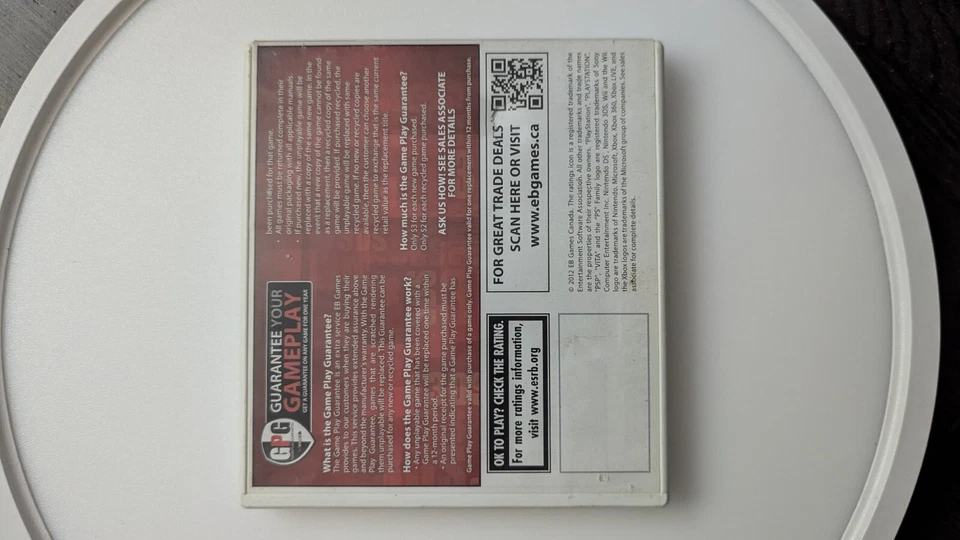 GPG
GUARANTEE YOUR
GAMEPLAY
GET A GUARANTEE ON ANY GAME FOR ONE YEAR
What is the Game Play Guarantee?
The Game Play Guarantee is an extra service EB Games
provides to our customers when they are buying their
games. This service provides extended assurance above
and beyond the manufacturer's warranty. With the Game
Play Guarantee, games that are scratched rendering
them unplayable will be replaced. This Guarantee can be
purchased for any new or recycled game.
How does the Game Play Guarantee work?
• Any unplayable game that has been covered with a
Game Play Guarantee will be replaced one time within
a 12-month period.
• An original receipt for the game purchased must be
presented indicating that a Game Play Guarantee has
been purchased for that game.
• All games must be returned complete in their
original packaging with all applicable manuals.
• If purchased new, the unplayable game will be
replaced with a copy of the same new game. In the
event that a new copy of the game cannot be found
as a replacement, then a recycled copy of the same
game will be provided. If purchased recycled, the
unplayable game will be replaced with same
recycled game. If no new or recycled copies are
available, then the customer can choose another
recycled game to exchange that is the same current
retail value as the replacement title.
How much is the Game Play Guarantee?
Only $3 for each new game purchased.
Only $2 for each recycled game purchased.
ASK US HOW! SEE SALES ASSOCIATE
FOR MORE DETAILS
Game Play Guarantee valid with purchase of a game only. Game Play Guarantee valid for one replacement within 12 months from purchase.
OK TO PLAY? CHECK THE RATING.
For more ratings information,
visit www.esrb.org
FOR GREAT TRADE DEALS
SCAN HERE OR VISIT
www.ebgames.ca
© 2012 EB Games Canada. The ratings icon is a registered trademark of the
Entertainment Software Association. All other trademarks and trade names
are the properties of their respective owners. "PlayStation", "PLAYSTATION",
"PSP", "VITA" and the "PS" Family logo are registered trademarks of Sony
Computer Entertainment Inc. Nintendo DS, Nintendo 3DS, Wii and the Wii
logo are trademarks of Nintendo. Microsoft, Xbox, Xbox 360, Xbox LIVE, and
the Xbox logos are trademarks of the Microsoft group of companies. See sales
associate for complete details.